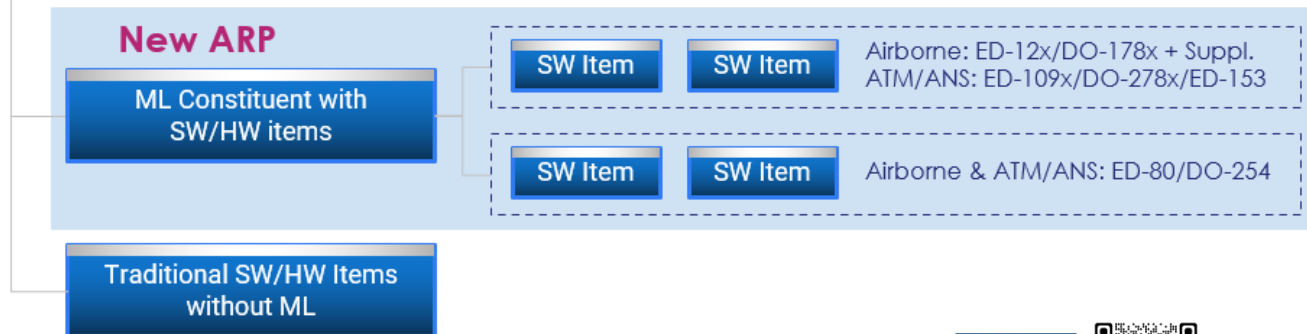 New ARP
ML Constituent with
SW/HW items
SW Item
SW Item
Airborne: ED-12x/DO-178x + Suppl.
ATM/ANS: ED-109x/DO-278x/ED-153
SW Item
SW Item
Airborne & ATM/ANS: ED-80/DO-254
Traditional SW/HW Items
without ML